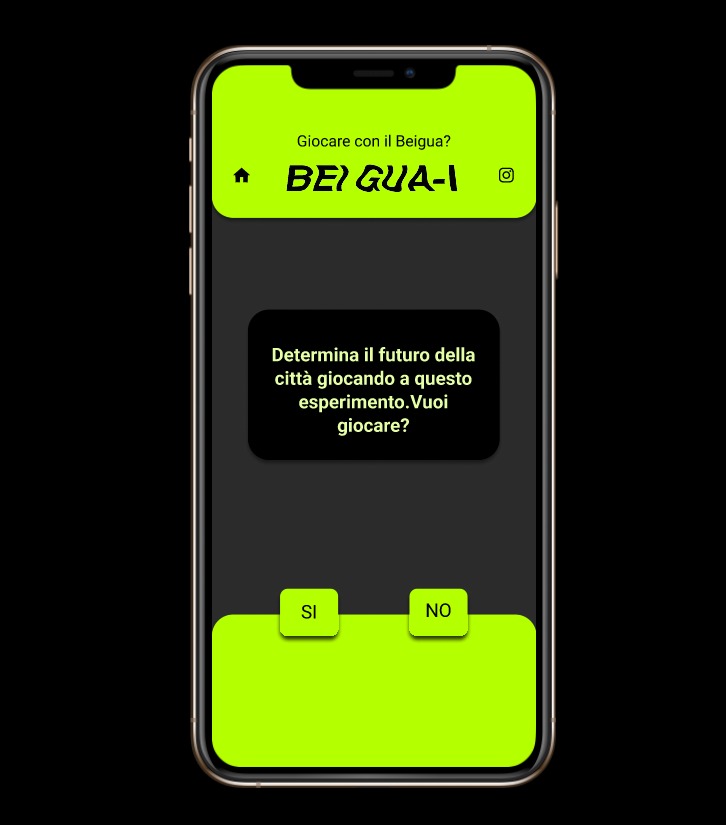 Giocare con il Beigua?
BEI GUA-I
Determina il futuro della
città giocando a questo
esperimento.Vuoi
giocare?
SI
NO